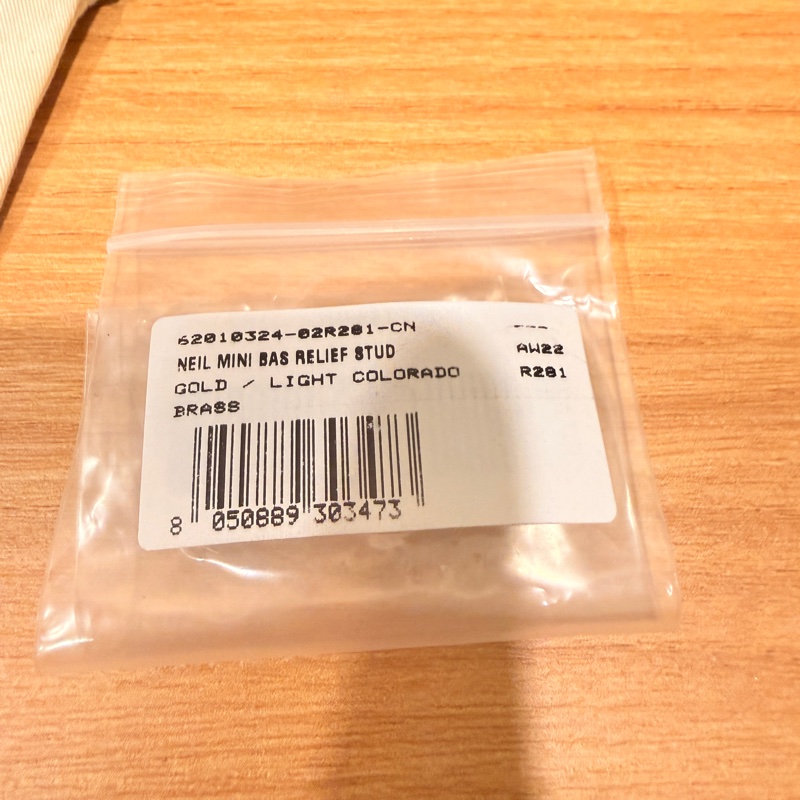 62010324-02R281-CN
NEIL MINI BAS RELIEF STUD AW22
GOLD / LIGHT COLORADO R281
BRASS
8 050889 303473